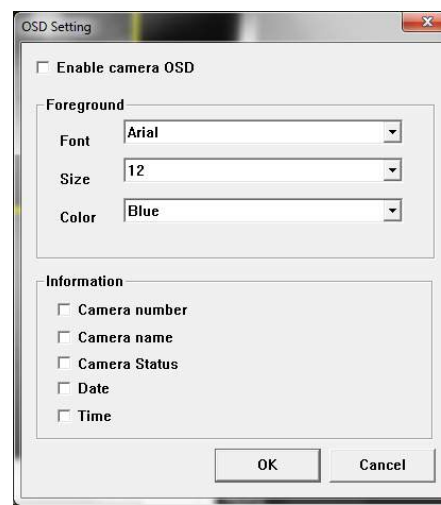 OSD Setting
Enable camera OSD
Foreground
Font Arial
Size 12
Color Blue
Information
Camera number
Camera name
Camera Status
Date
Time
OK Cancel